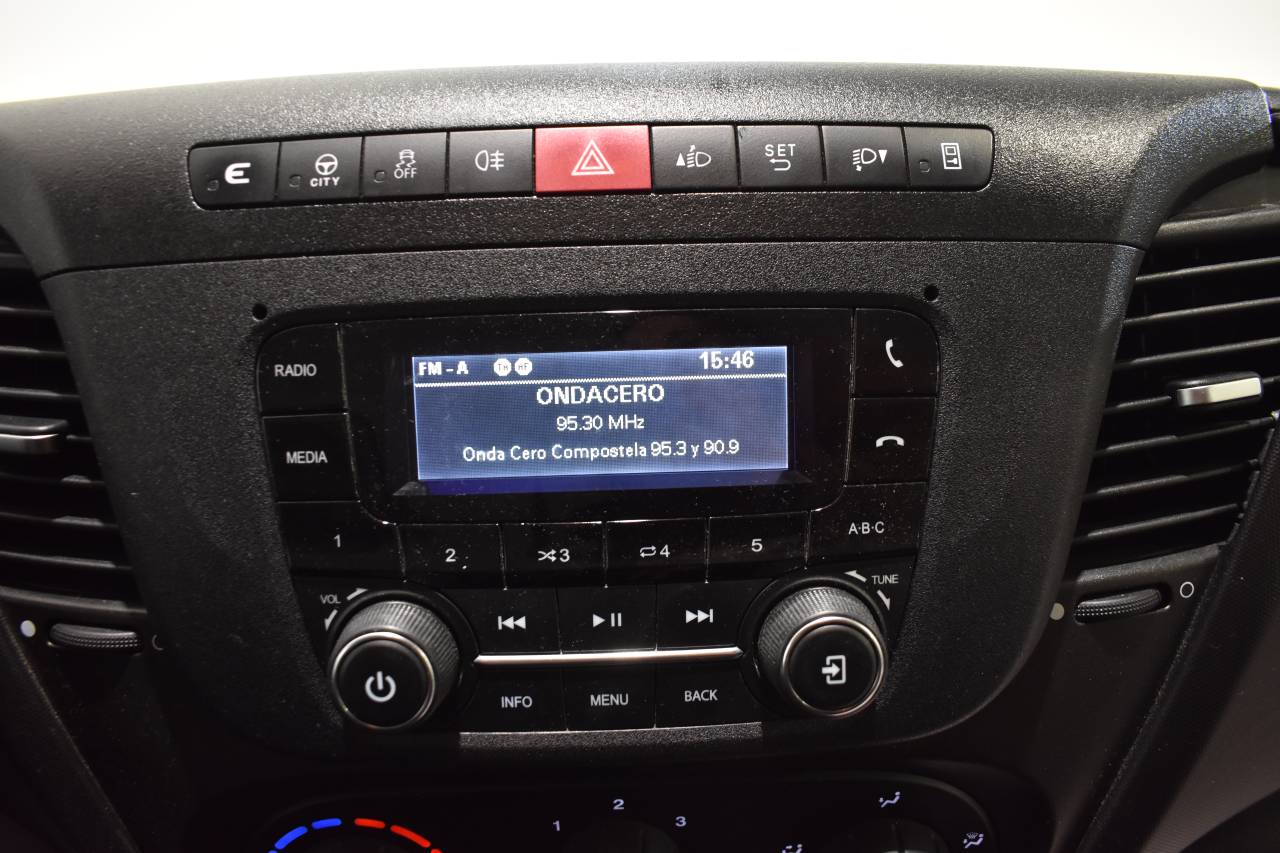 E
CITY
OFF
SET
RADIO
MEDIA
FM - A TA AF 15:46
ONDACERO
95.30 MHz
Onda Cero Compostela 95.3 y 90.9
1 2 3 4 5 A·B·C
VOL
TUNE
INFO MENU BACK
1 2 3